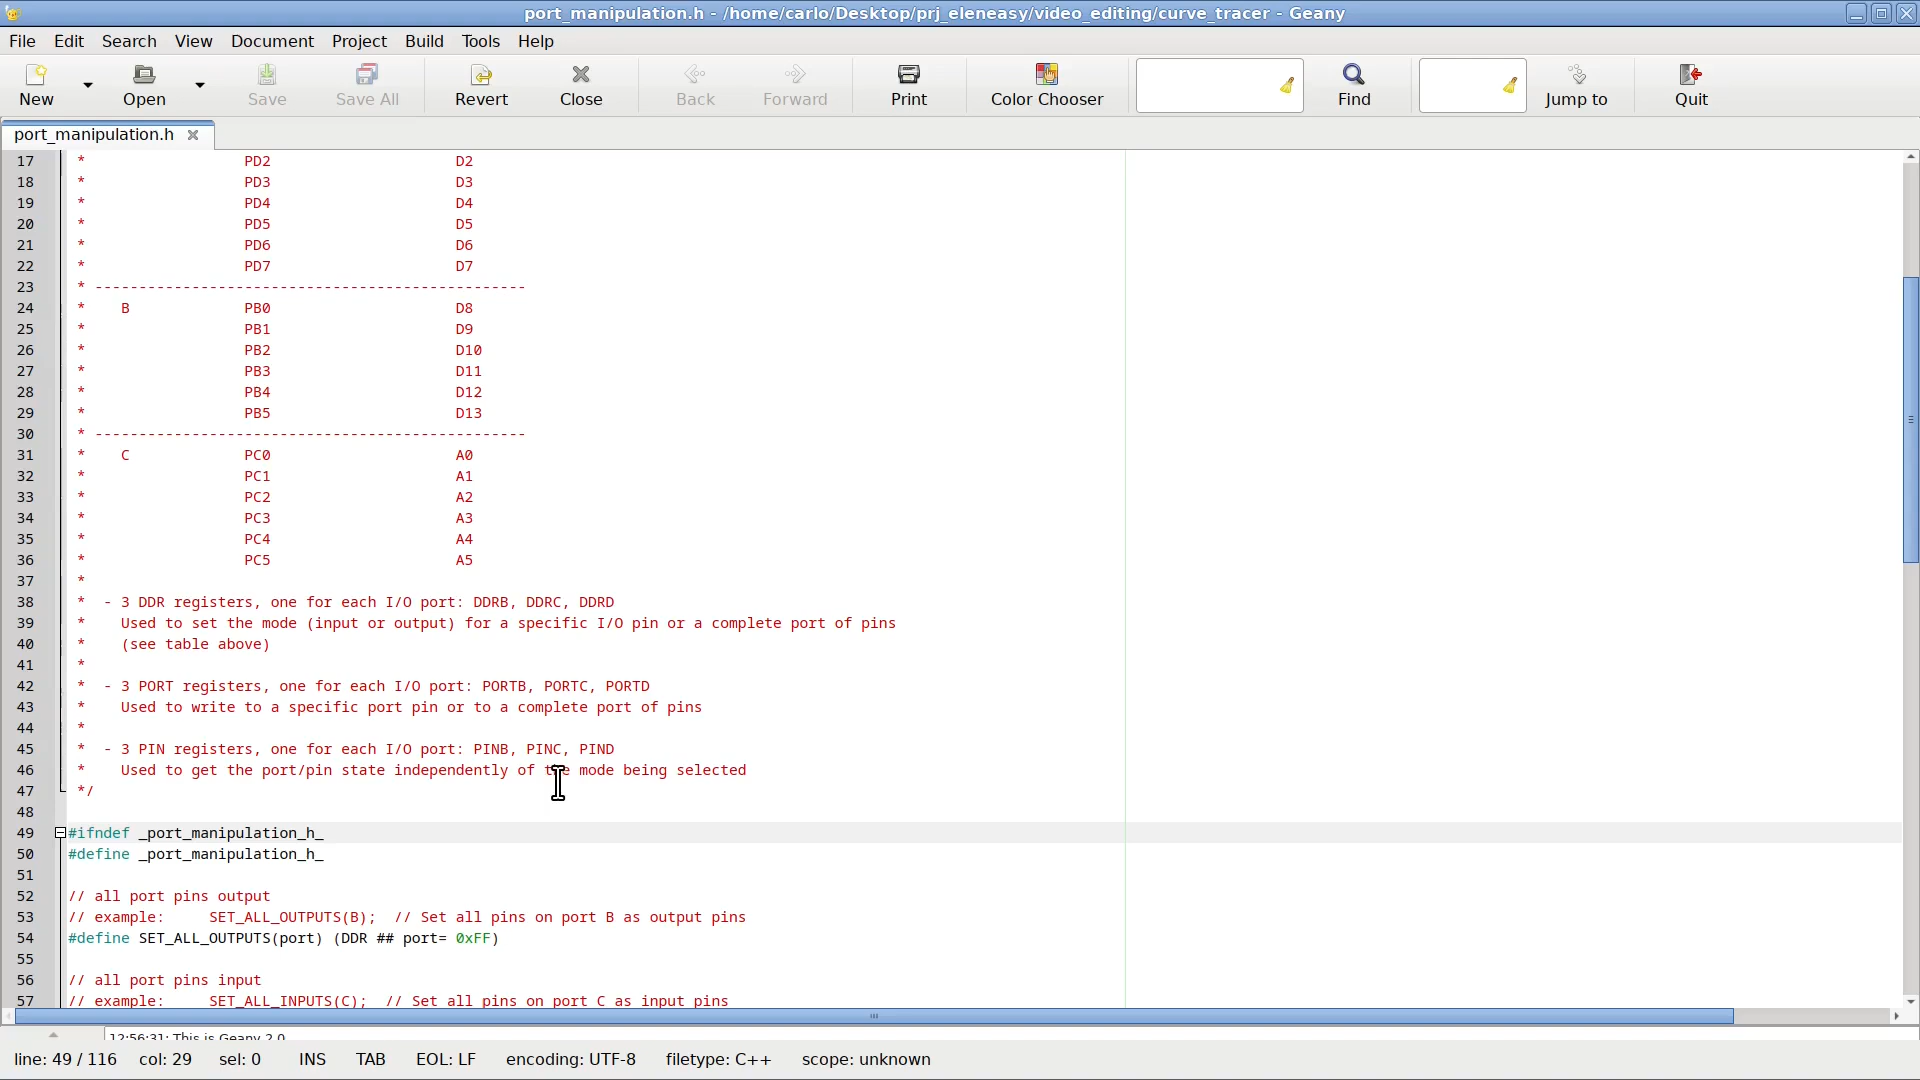 port_manipulation.h - /home/carlo/Desktop/prj_eleneasy/video_editing/curve_tracer - Geany
File Edit Search View Document Project Build Tools Help
New Open Save Save All Revert Close Back Forward Print Color Chooser Find Jump to Quit
port_manipulation.h
17 * PD2 D2
18 * PD3 D3
19 * PD4 D4
20 * PD5 D5
21 * PD6 D6
22 * PD7 D7
23 * -------------------------------------------------
24 * B PB0 D8
25 * PB1 D9
26 * PB2 D10
27 * PB3 D11
28 * PB4 D12
29 * PB5 D13
30 * -------------------------------------------------
31 * C PC0 A0
32 * PC1 A1
33 * PC2 A2
34 * PC3 A3
35 * PC4 A4
36 * PC5 A5
37 *
38 * - 3 DDR registers, one for each I/O port: DDRB, DDRC, DDRD
39 * Used to set the mode (input or output) for a specific I/O pin or a complete port of pins
40 * (see table above)
41 *
42 * - 3 PORT registers, one for each I/O port: PORTB, PORTC, PORTD
43 * Used to write to a specific port pin or to a complete port of pins
44 *
45 * - 3 PIN registers, one for each I/O port: PINB, PINC, PIND
46 * Used to get the port/pin state independently of the mode being selected
47 */
48
49 #ifndef _port_manipulation_h_
50 #define _port_manipulation_h_
51
52 // all port pins output
53 // example: SET_ALL_OUTPUTS(B); // Set all pins on port B as output pins
54 #define SET_ALL_OUTPUTS(port) (DDR ## port= 0xFF)
55
56 // all port pins input
57 // example: SET_ALL_INPUTS(C); // Set all pins on port C as input pins
12:56:31: This is Geany 2.0
line: 49 / 116 col: 29 sel: 0 INS TAB EOL: LF encoding: UTF-8 filetype: C++ scope: unknown